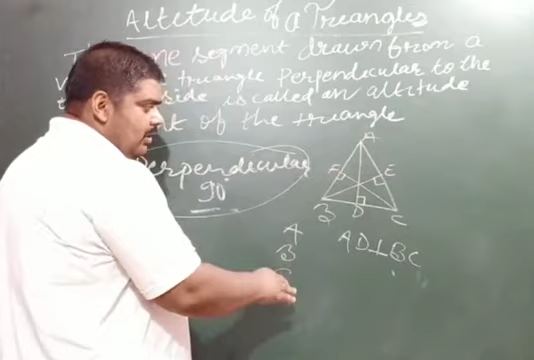 Altitude of a Triangles
line segment drawn from a
triangle perpendicular to the
side is called an altitude
of the triangle
Perpendicular
90
A
F
E
B
D
C
A
B
AD⊥BC